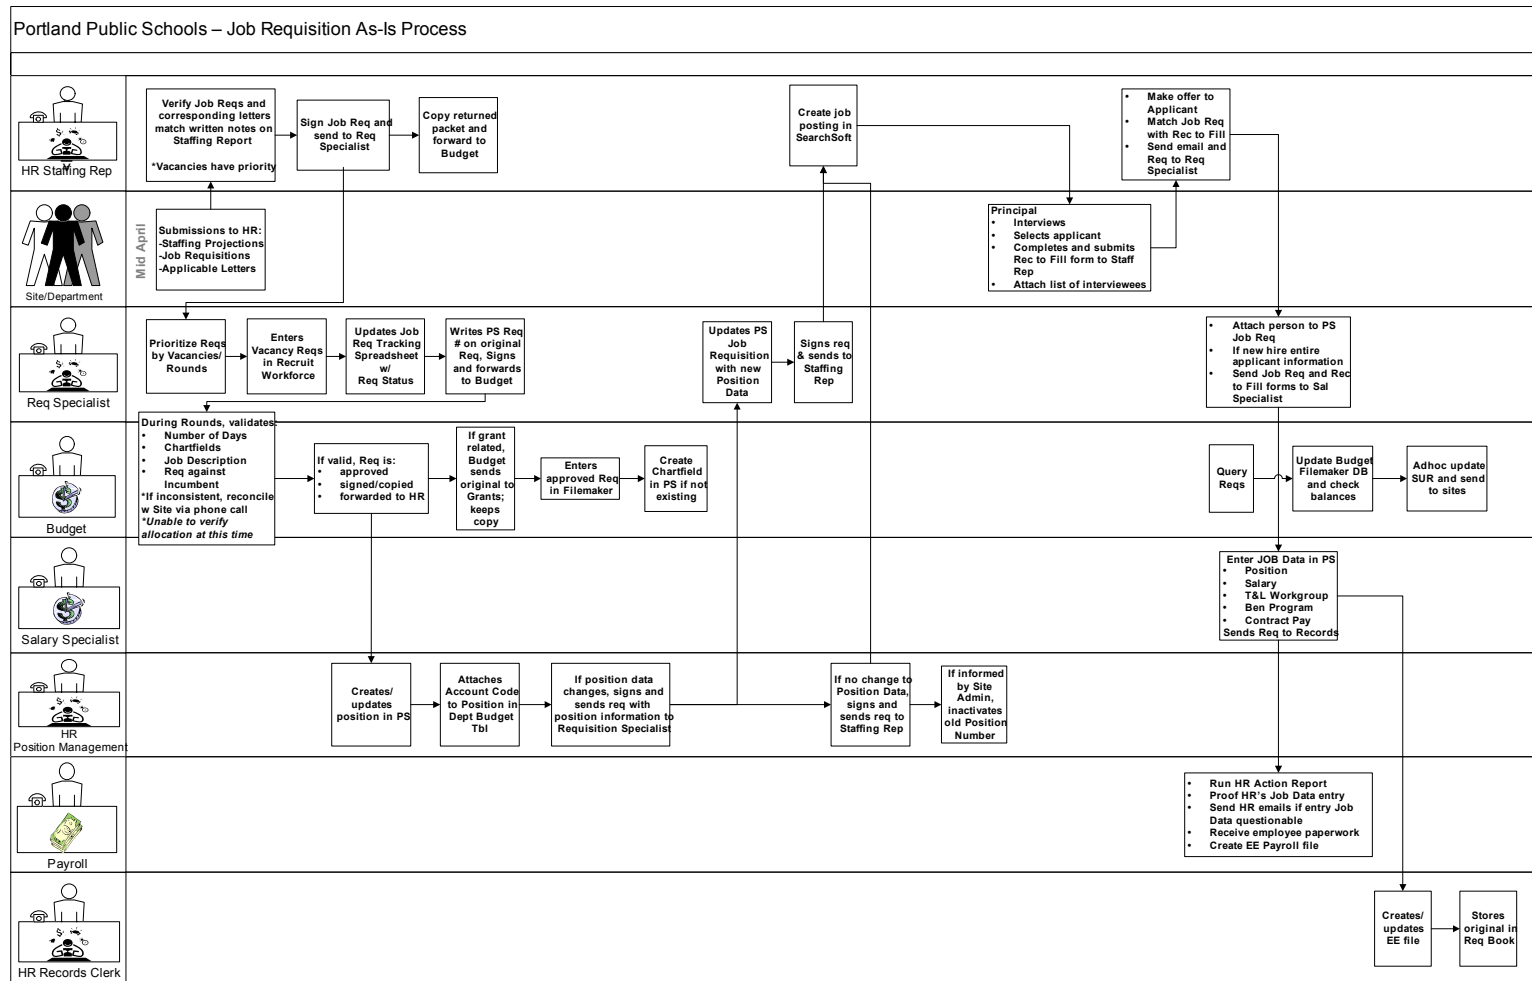 Portland Public Schools – Job Requisition As-Is Process
HR Staffing Rep
Verify Job Reqs and
corresponding letters
match written notes on
Staffing Report
*Vacancies have priority
Sign Job Req and
send to Req
Specialist
Copy returned
packet and
forward to
Budget
Create job
posting in
SearchSoft
• Make offer to
Applicant
• Match Job Req
with Rec to Fill
• Send email and
Req to Req
Specialist
Site/Department
Mid April
Submissions to HR:
-Staffing Projections
-Job Requisitions
-Applicable Letters
Principal
• Interviews
• Selects applicant
• Completes and submits
Rec to Fill form to Staff
Rep
• Attach list of interviewees
Req Specialist
Prioritize Reqs
by Vacancies/
Rounds
Enters
Vacancy Reqs
in Recruit
Workforce
Updates Job
Req Tracking
Spreadsheet
w/
Req Status
Writes PS Req
# on original
Req, Signs
and forwards
to Budget
Updates PS
Job
Requisition
with new
Position
Data
Signs req
& sends to
Staffing
Rep
• Attach person to PS
Job Req
• If new hire entire
applicant information
• Send Job Req and Rec
to Fill forms to Sal
Specialist
Budget
During Rounds, validates:
• Number of Days
• Chartfields
• Job Description
• Req against
Incumbent
*If inconsistent, reconcile
w Site via phone call
*Unable to verify
allocation at this time
If valid, Req is:
• approved
• signed/copied
• forwarded to HR
If grant
related,
Budget
sends
original to
Grants;
keeps
copy
Enters
approved Req
in Filemaker
Create
Chartfield
in PS if not
existing
Query
Reqs
Update Budget
Filemaker DB
and check
balances
Adhoc update
SUR and send
to sites
Salary Specialist
Enter JOB Data in PS
• Position
• Salary
• T&L Workgroup
• Ben Program
• Contract Pay
Sends Req to Records
HR
Position Management
Creates/
updates
position in PS
Attaches
Account Code
to Position in
Dept Budget
Tbl
If position data
changes, signs and
sends req with
position information to
Requisition Specialist
If no change to
Position Data,
signs and
sends req to
Staffing Rep
If informed
by Site
Admin,
inactivates
old Position
Number
Payroll
• Run HR Action Report
• Proof HR's Job Data entry
• Send HR emails if entry Job
Data questionable
• Receive employee paperwork
• Create EE Payroll file
HR Records Clerk
Creates/
updates
EE file
Stores
original in
Req Book